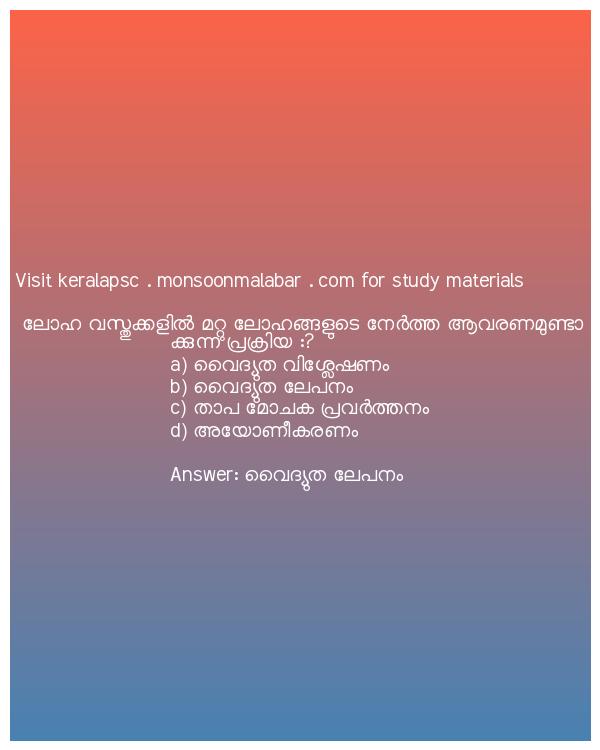 Visit keralapsc . monsoonmalabar . com for study materials
ലോഹ വസ്തുക്കളിൽ മറ്റു ലോഹങ്ങളുടെ നേർത്ത ആവരണമുണ്ടാ
ക്കുന്ന പ്രക്രിയ :?
a) വൈദ്യുത വിശ്ലേഷണം
b) വൈദ്യുത ലേപനം
c) താപ മോചക പ്രവർത്തനം
d) അയോണീകരണം
Answer: വൈദ്യുത ലേപനം